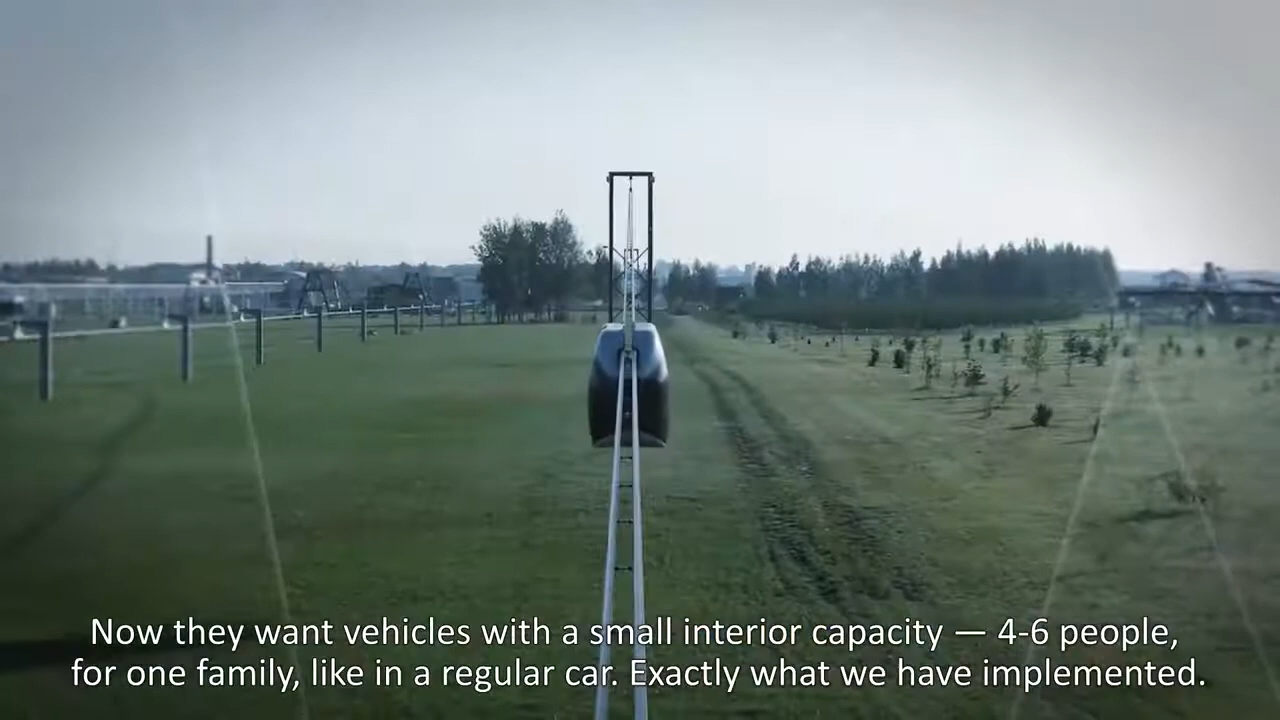 Now they want vehicles with a small interior capacity — 4-6 people,
for one family, like in a regular car. Exactly what we have implemented.